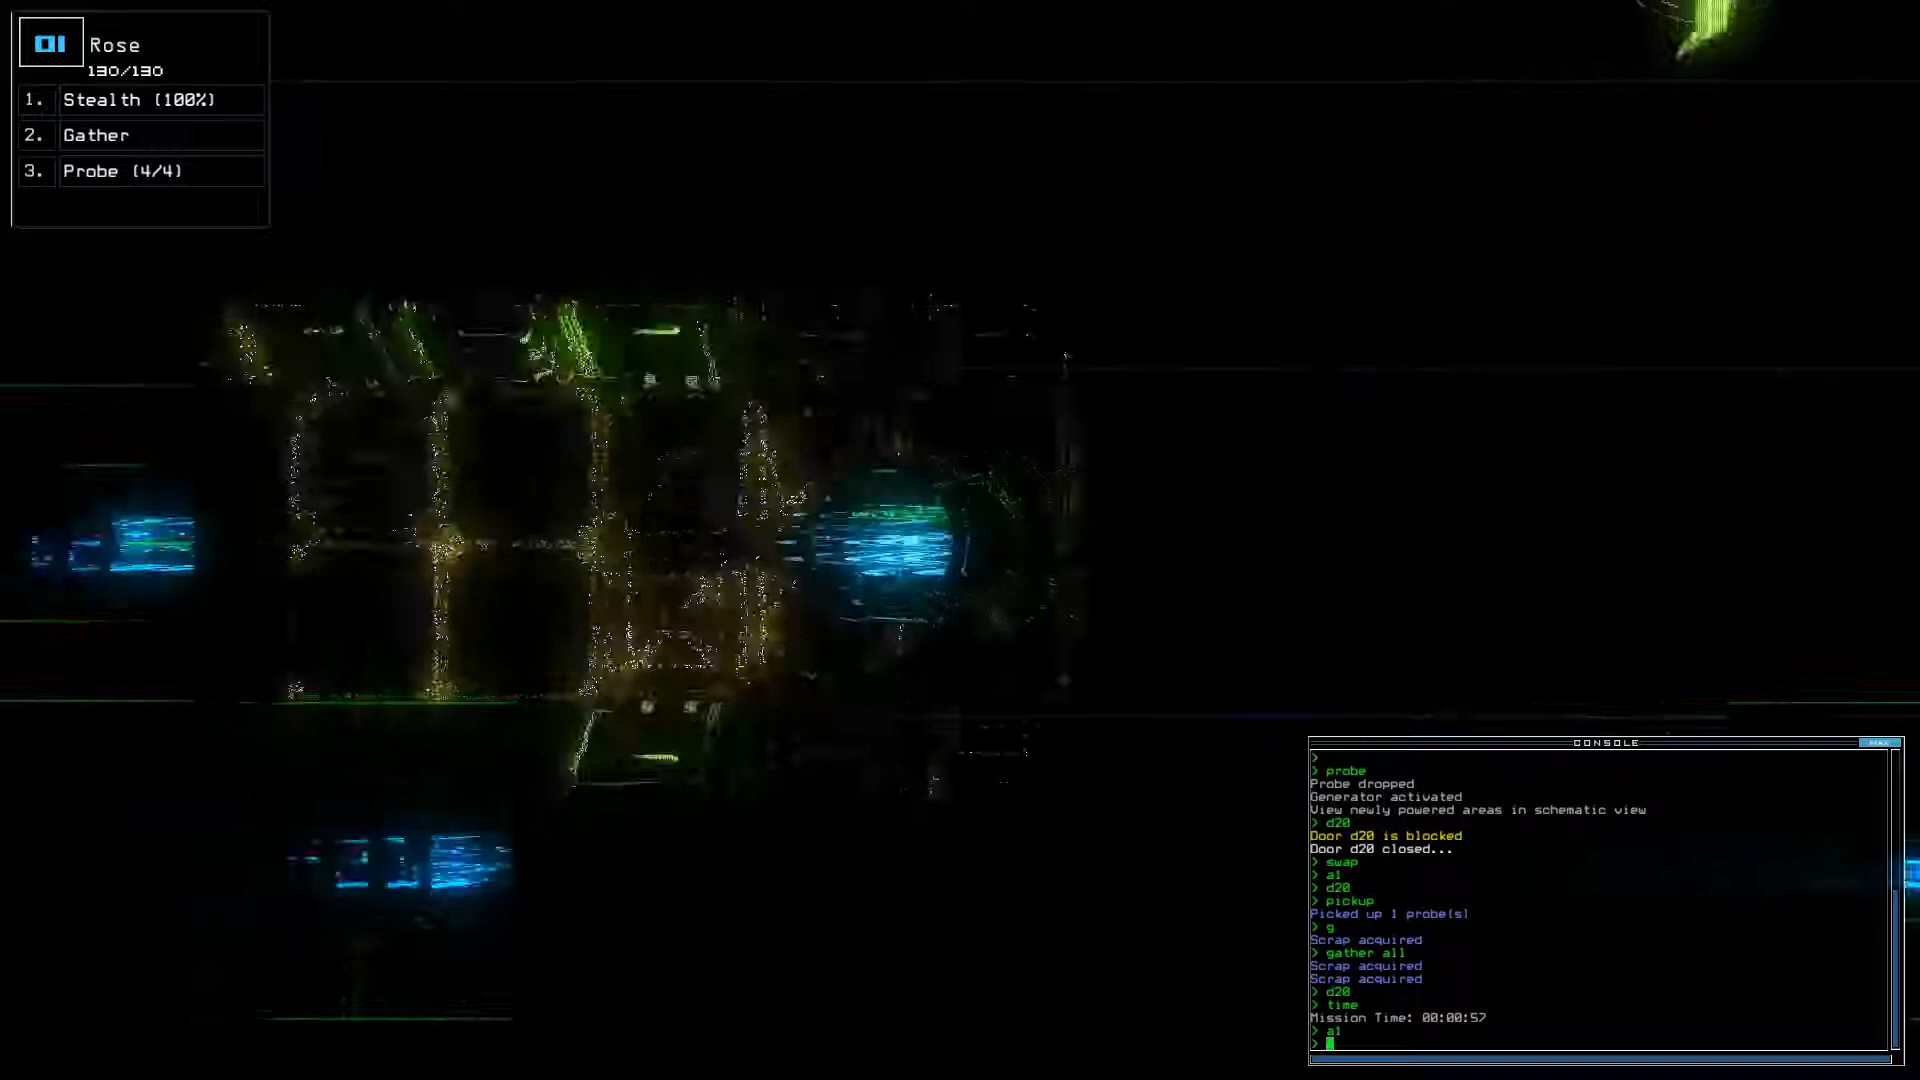 01 Rose
130/130
1. Stealth (100%)
2. Gather
3. Probe (4/4)
CONSOLE
>
> probe
Probe dropped
Generator activated
View newly powered areas in schematic view
> d20
Door d20 is blocked
Door d20 closed...
> swap
> a1
> d20
> pickup
Picked up 1 probe(s)
> g
Scrap acquired
> gather all
Scrap acquired
Scrap acquired
> d20
> time
Mission Time: 00:00:57
> a1
>